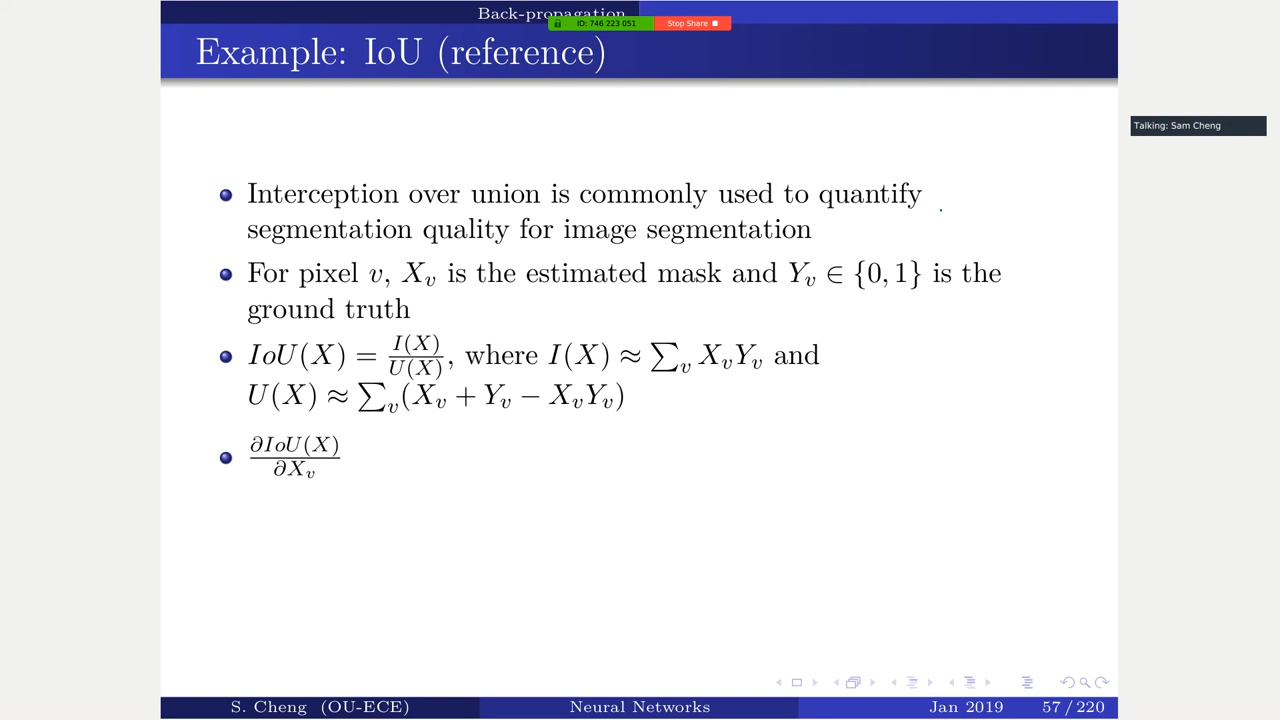 Back-propagation
ID: 746 223 051
Stop Share
Example: IoU (reference)
Talking: Sam Cheng
Interception over union is commonly used to quantify
segmentation quality for image segmentation
For pixel v, X_v is the estimated mask and Y_v ∈ {0, 1} is the
ground truth
IoU(X) = I(X)/U(X), where I(X) ≈ ∑_v X_v Y_v and
U(X) ≈ ∑_v(X_v + Y_v − X_v Y_v)
∂IoU(X)/∂X_v
S. Cheng (OU-ECE)
Neural Networks
Jan 2019
57 / 220